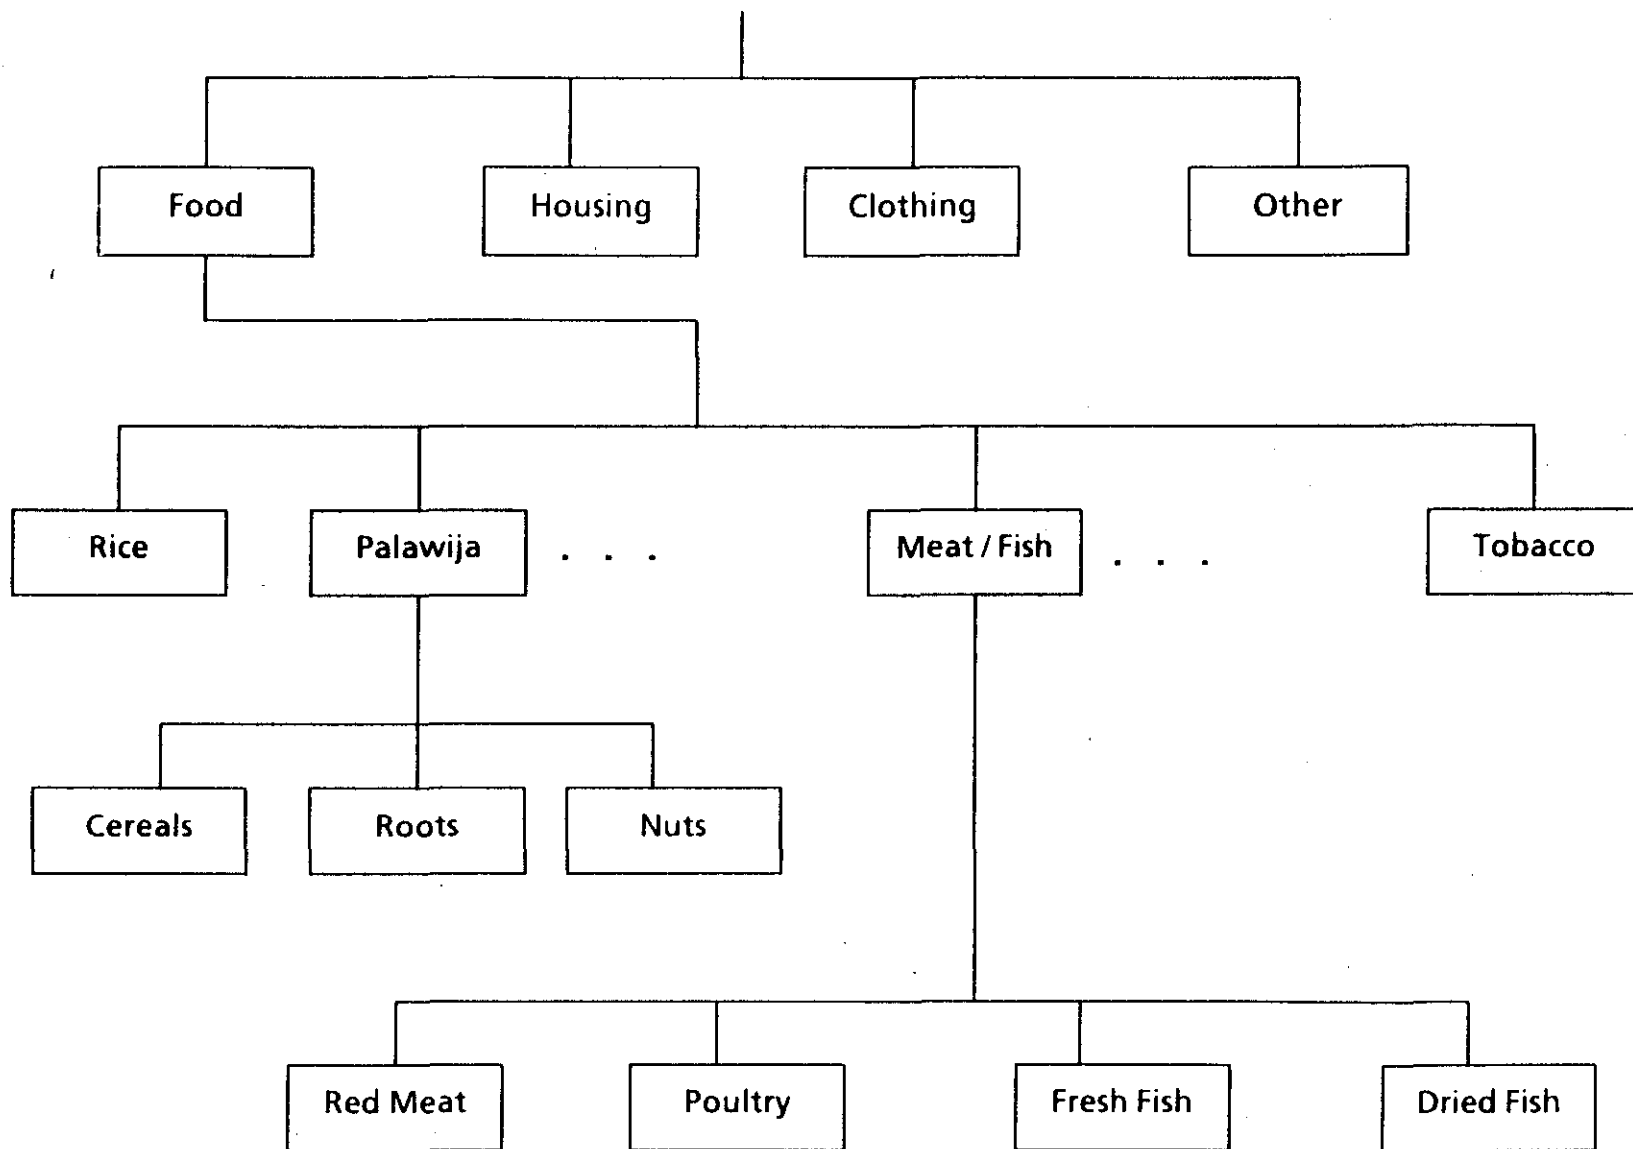 Food
Housing
Clothing
Other
Rice
Palawija
. . .
Meat / Fish
. . .
Tobacco
Cereals
Roots
Nuts
Red Meat
Poultry
Fresh Fish
Dried Fish